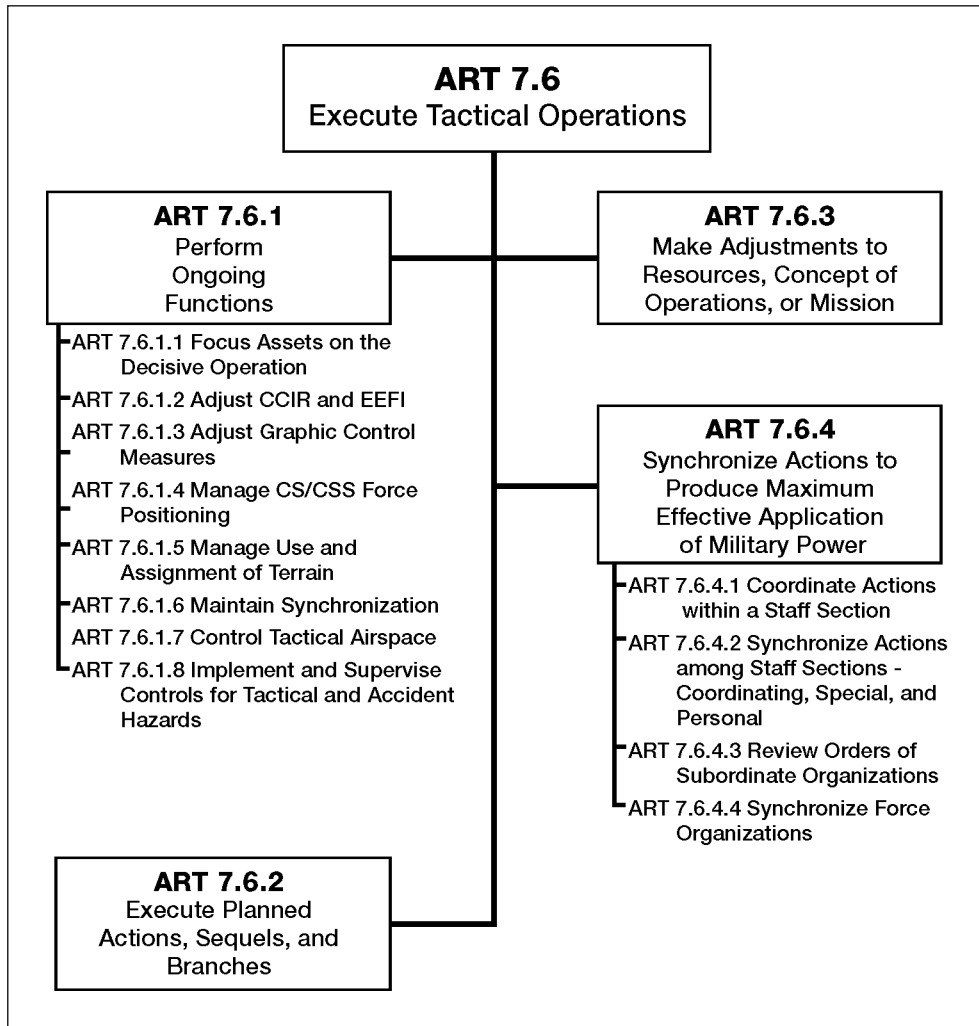 ART 7.6
Execute Tactical Operations
ART 7.6.1
Perform
Ongoing
Functions
ART 7.6.1.1 Focus Assets on the
Decisive Operation
ART 7.6.1.2 Adjust CCIR and EEFI
ART 7.6.1.3 Adjust Graphic Control
Measures
ART 7.6.1.4 Manage CS/CSS Force
Positioning
ART 7.6.1.5 Manage Use and
Assignment of Terrain
ART 7.6.1.6 Maintain Synchronization
ART 7.6.1.7 Control Tactical Airspace
ART 7.6.1.8 Implement and Supervise
Controls for Tactical and Accident
Hazards
ART 7.6.2
Execute Planned
Actions, Sequels, and
Branches
ART 7.6.3
Make Adjustments to
Resources, Concept of
Operations, or Mission
ART 7.6.4
Synchronize Actions to
Produce Maximum
Effective Application
of Military Power
ART 7.6.4.1 Coordinate Actions
within a Staff Section
ART 7.6.4.2 Synchronize Actions
among Staff Sections -
Coordinating, Special, and
Personal
ART 7.6.4.3 Review Orders of
Subordinate Organizations
ART 7.6.4.4 Synchronize Force
Organizations